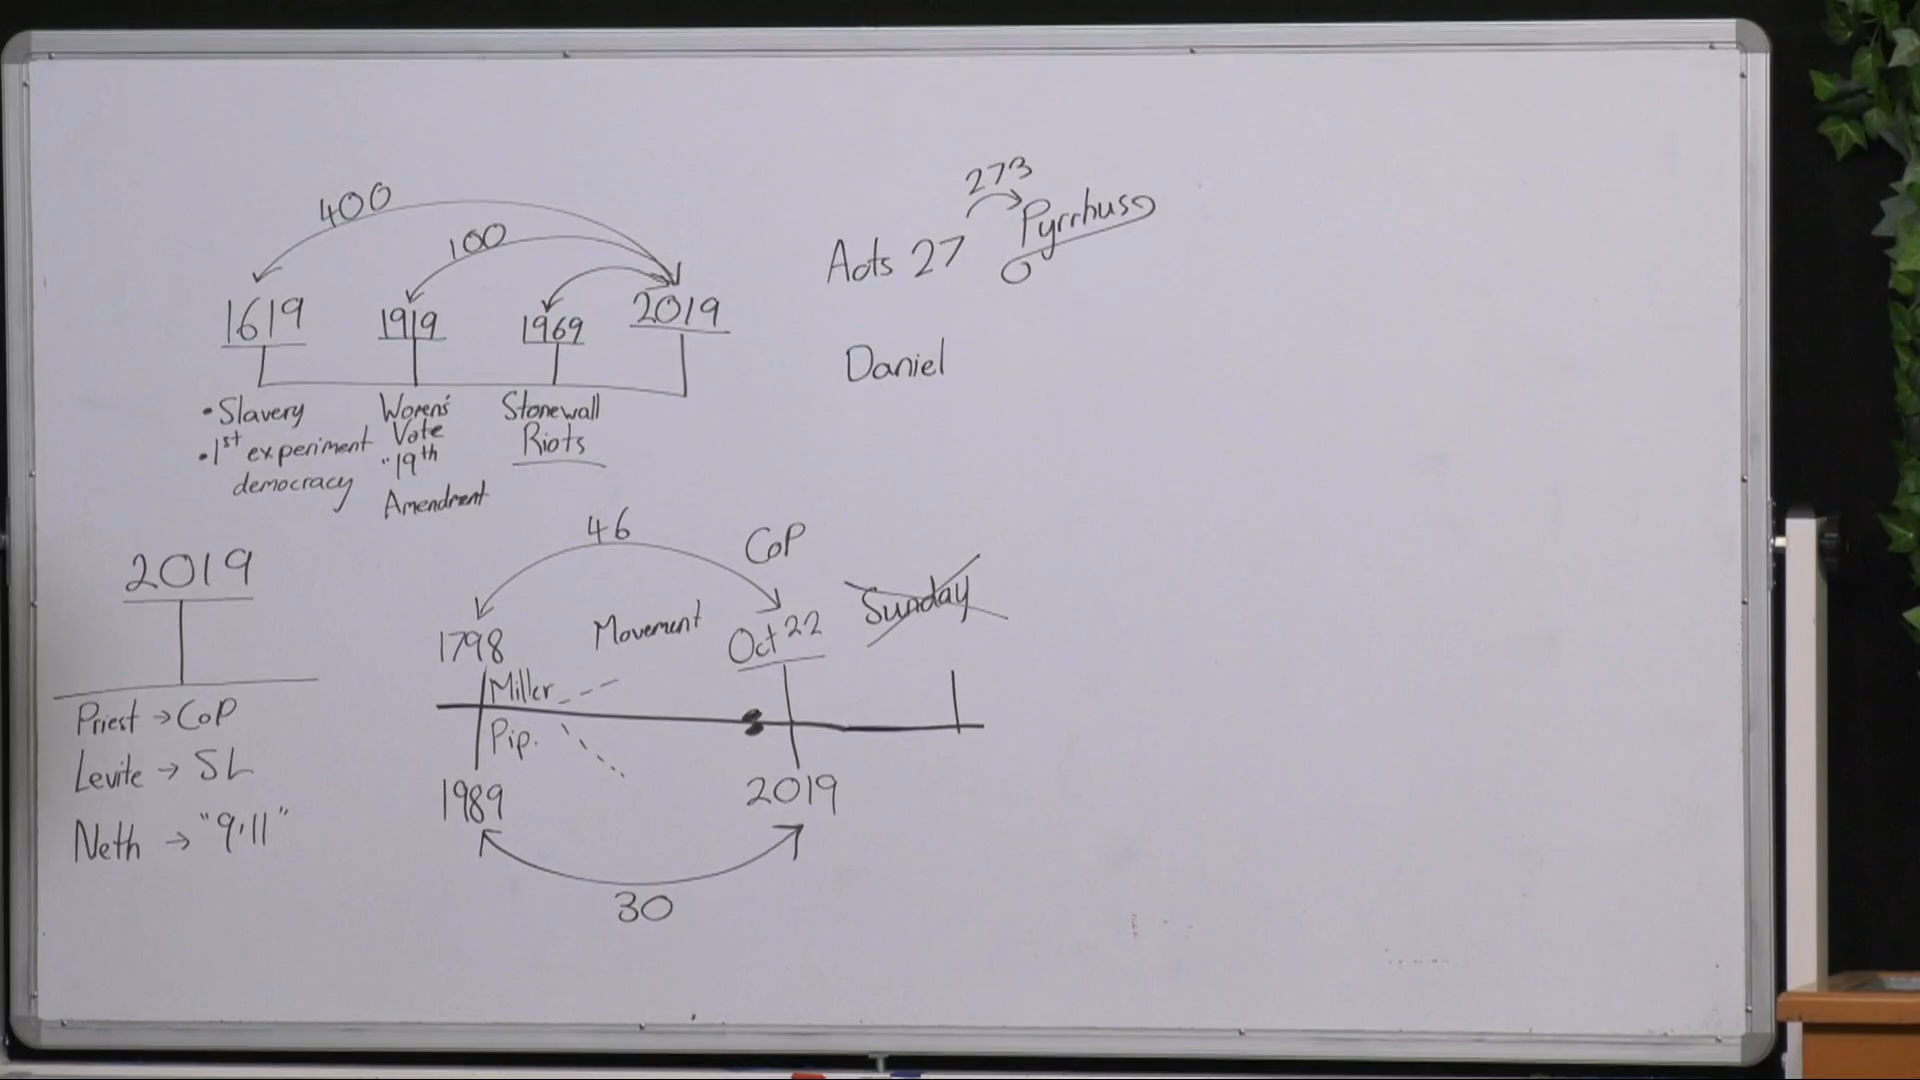 400
100
1619
1919
1969
2019
• Slavery
• 1st experiment
democracy
Women's
Vote
"19th
Amendment
Stonewall
Riots
273
Acts 27 Pyrrhus
Daniel
2019
Priest → CoP
Levite → SL
Neth → "9.11"
46
CoP
Sunday
1798
Movement
Oct 22
Miller
Pip.
1989
2019
30